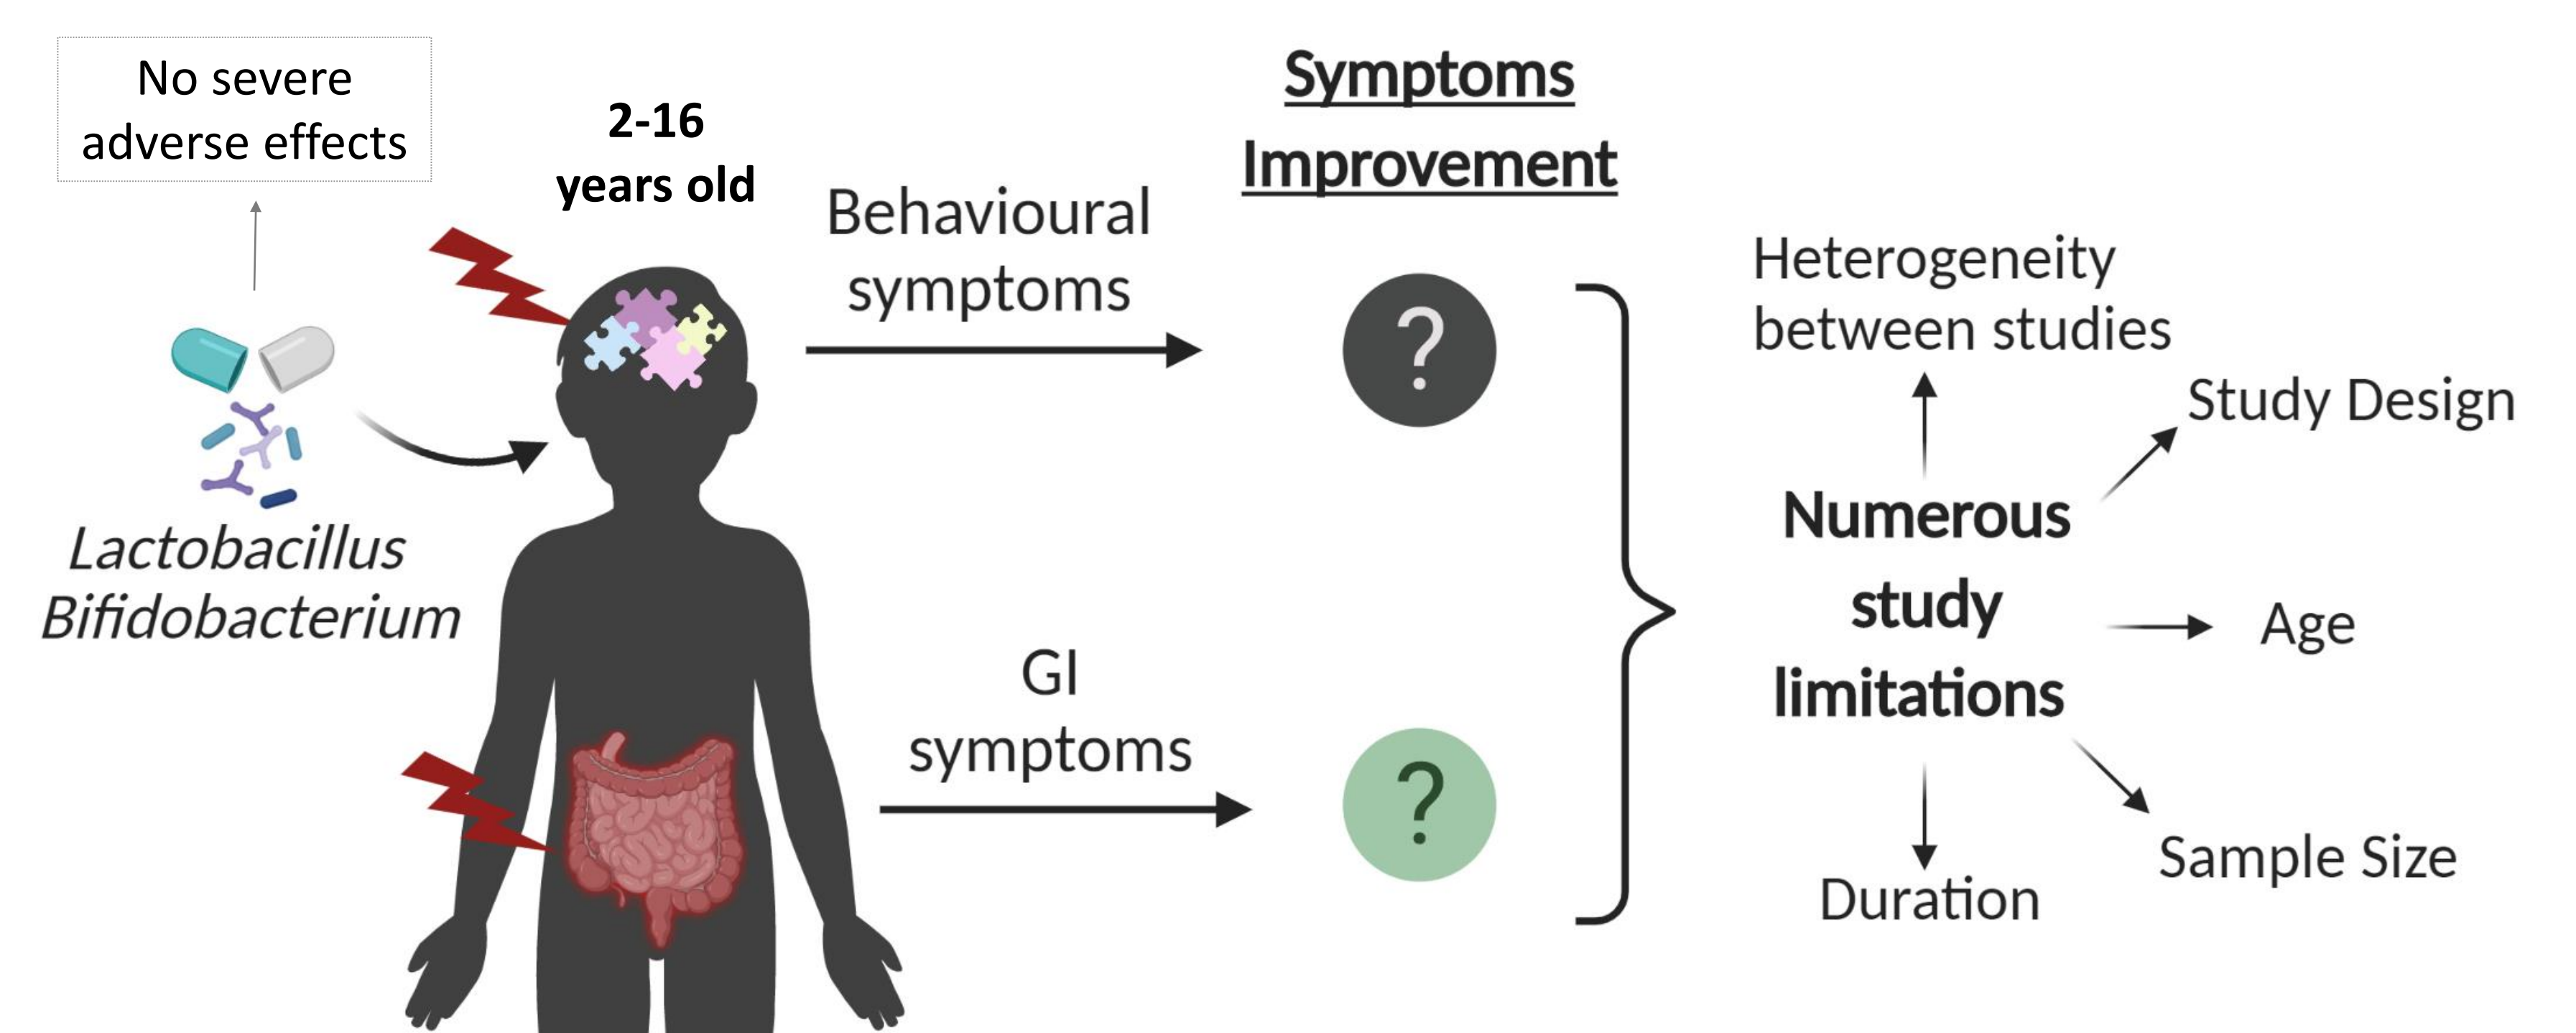 No severe
adverse effects
2-16
years old
Lactobacillus
Bifidobacterium
Behavioural
symptoms
GI
symptoms
Symptoms
Improvement
?
?
Heterogeneity
between studies
Study Design
Numerous
study
limitations
Age
Sample Size
Duration